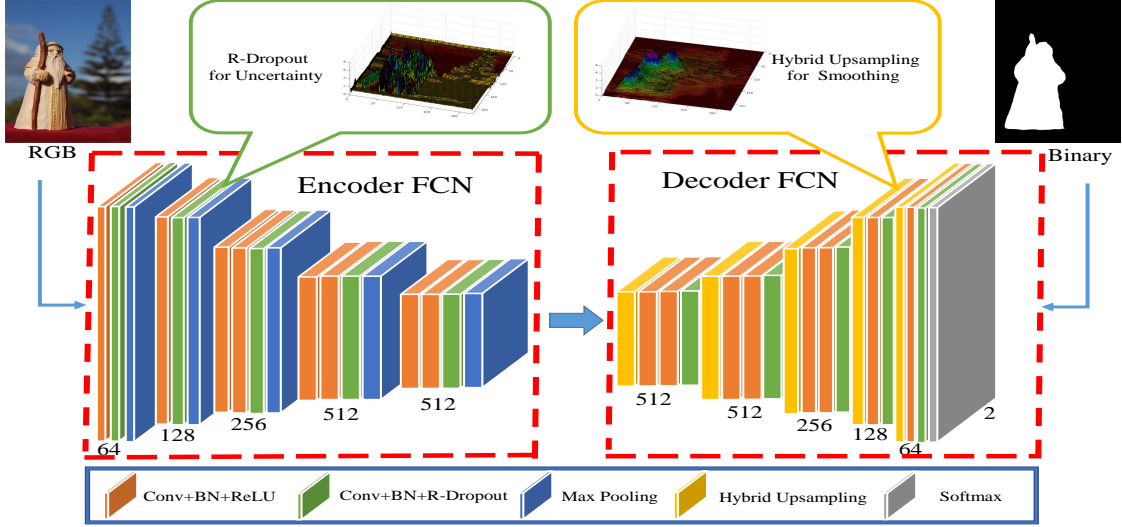 R-Dropout
for Uncertainty
Hybrid Upsampling
for Smoothing
RGB
Binary
Encoder FCN
Decoder FCN
64
128
256
512
512
512
512
256
128
64
2
Conv+BN+ReLU
Conv+BN+R-Dropout
Max Pooling
Hybrid Upsampling
Softmax